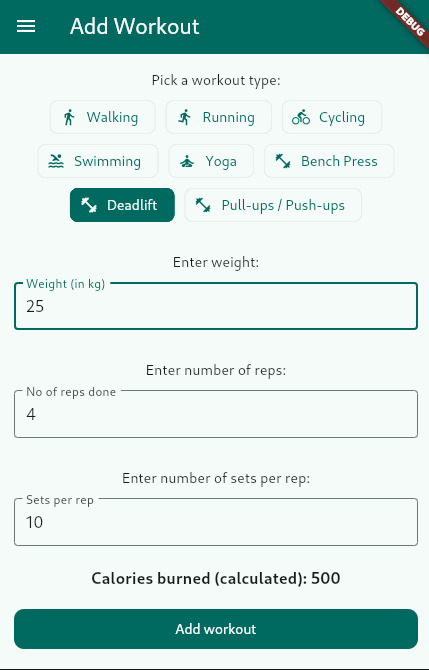 Add Workout
DEBUG
Pick a workout type:
Walking Running Cycling
Swimming Yoga Bench Press
Deadlift Pull-ups / Push-ups
Enter weight:
Weight (in kg)
25
Enter number of reps:
No of reps done
4
Enter number of sets per rep:
Sets per rep
10
Calories burned (calculated): 500
Add workout